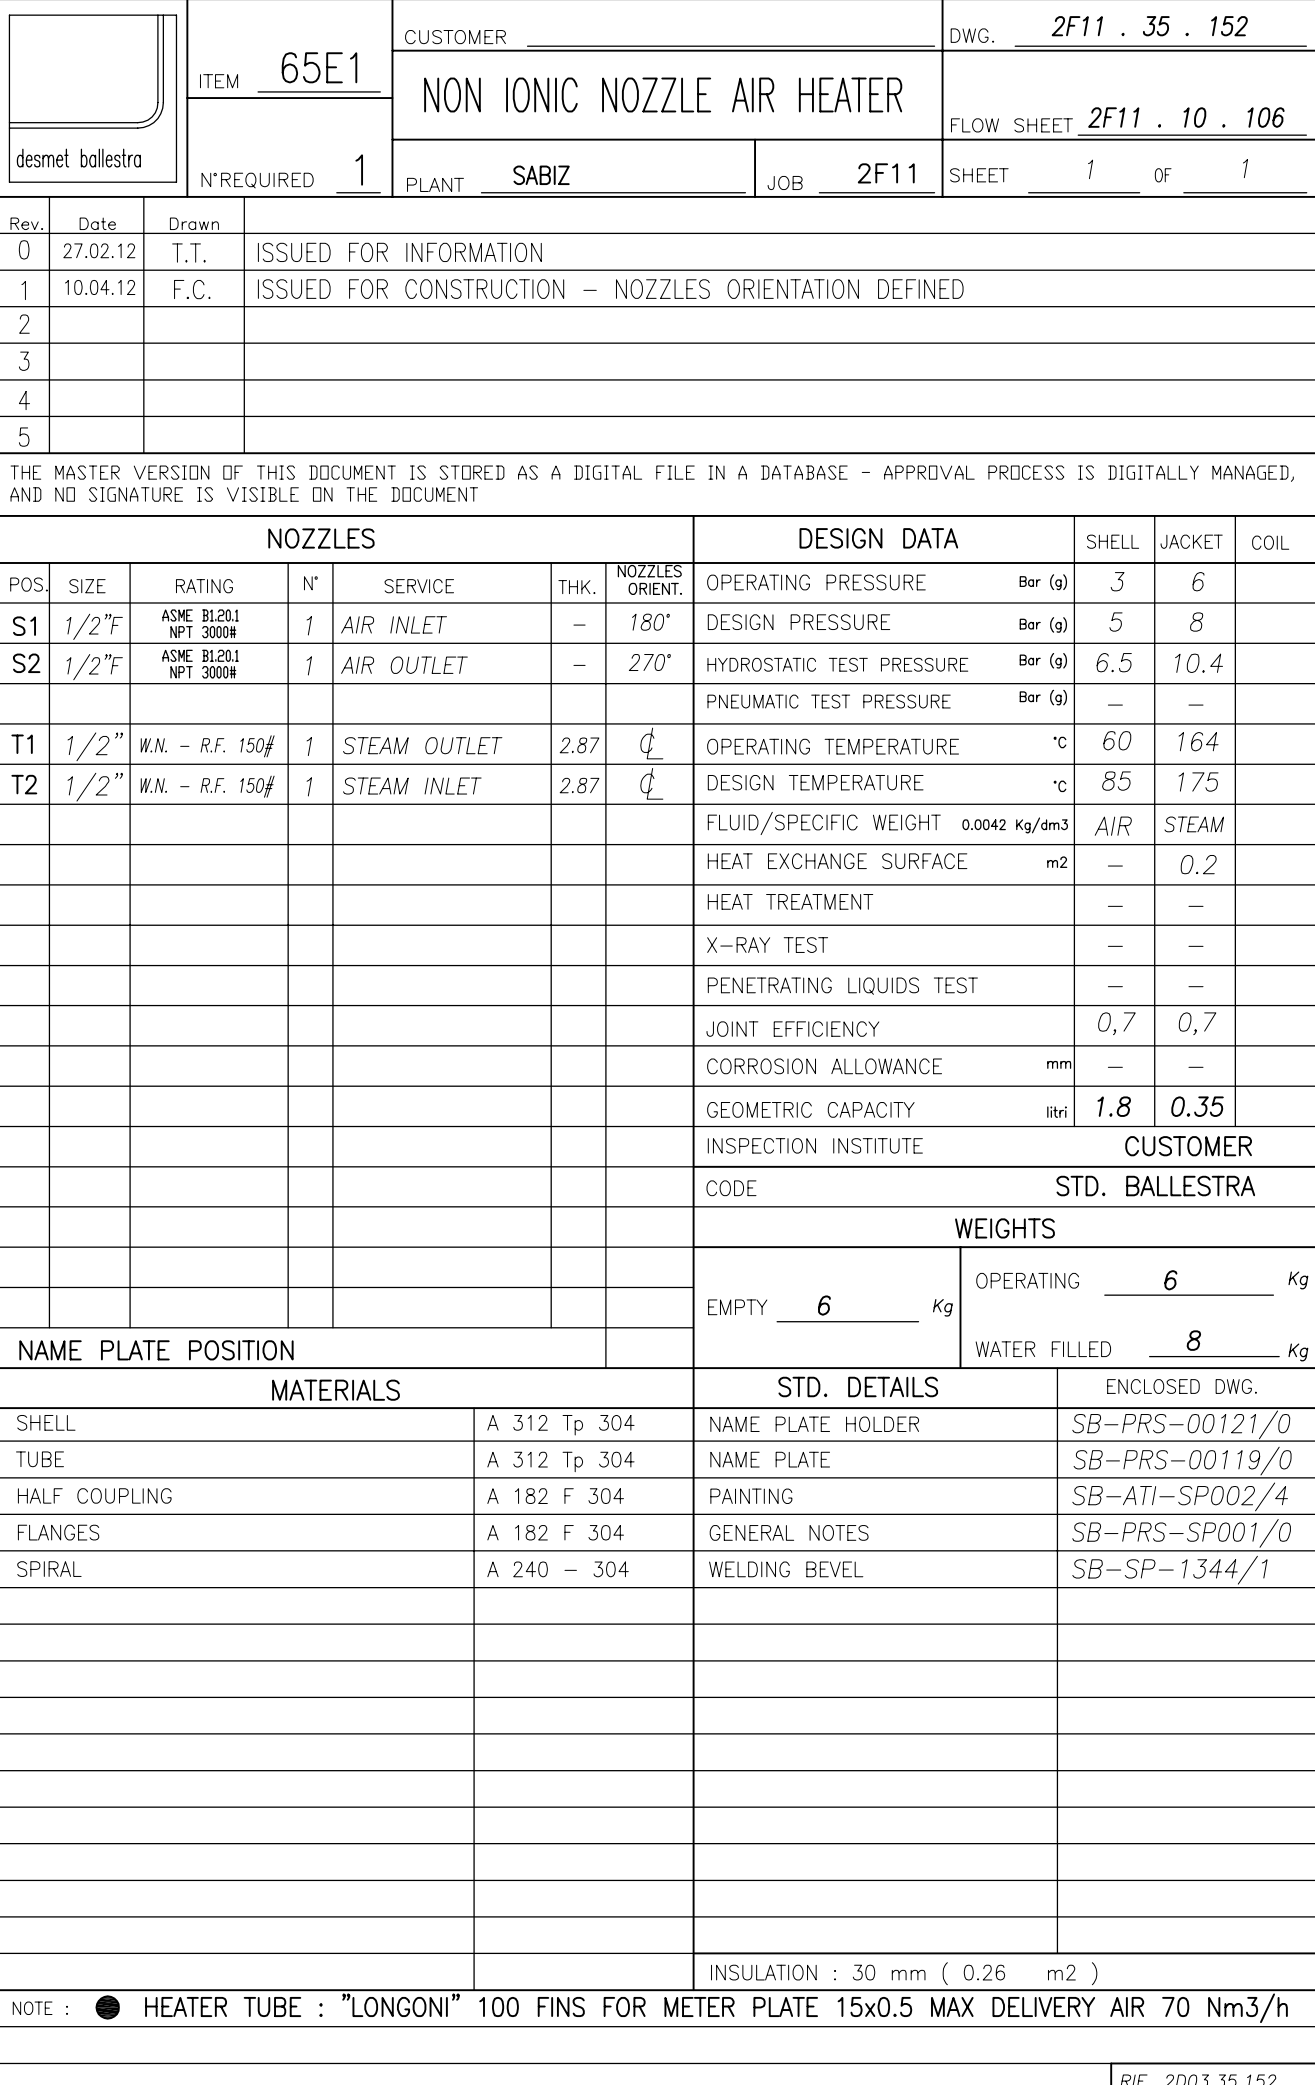 desmet ballestra
ITEM 65E1
N°REQUIRED 1
CUSTOMER
NON IONIC NOZZLE AIR HEATER
PLANT SABIZ
JOB 2F11
DWG. 2F11 . 35 . 152
FLOW SHEET 2F11 . 10 . 106
SHEET 1 OF 1
Rev. Date Drawn
0 27.02.12 T.T. ISSUED FOR INFORMATION
1 10.04.12 F.C. ISSUED FOR CONSTRUCTION – NOZZLES ORIENTATION DEFINED
2
3
4
5
THE MASTER VERSION OF THIS DOCUMENT IS STORED AS A DIGITAL FILE IN A DATABASE – APPROVAL PROCESS IS DIGITALLY MANAGED,
AND NO SIGNATURE IS VISIBLE ON THE DOCUMENT
NOZZLES
POS. SIZE RATING N° SERVICE THK. NOZZLES ORIENT.
S1 1/2"F ASME B1.20.1 NPT 3000# 1 AIR INLET – 180°
S2 1/2"F ASME B1.20.1 NPT 3000# 1 AIR OUTLET – 270°
T1 1/2" W.N. – R.F. 150# 1 STEAM OUTLET 2.87 ℄
T2 1/2" W.N. – R.F. 150# 1 STEAM INLET 2.87 ℄
NAME PLATE POSITION
DESIGN DATA SHELL JACKET COIL
OPERATING PRESSURE Bar (g) 3 6
DESIGN PRESSURE Bar (g) 5 8
HYDROSTATIC TEST PRESSURE Bar (g) 6.5 10.4
PNEUMATIC TEST PRESSURE Bar (g) – –
OPERATING TEMPERATURE °C 60 164
DESIGN TEMPERATURE °C 85 175
FLUID/SPECIFIC WEIGHT 0.0042 Kg/dm3 AIR STEAM
HEAT EXCHANGE SURFACE m2 – 0.2
HEAT TREATMENT – –
X–RAY TEST – –
PENETRATING LIQUIDS TEST – –
JOINT EFFICIENCY 0,7 0,7
CORROSION ALLOWANCE mm – –
GEOMETRIC CAPACITY litri 1.8 0.35
INSPECTION INSTITUTE CUSTOMER
CODE STD. BALLESTRA
WEIGHTS
EMPTY 6 Kg
OPERATING 6 Kg
WATER FILLED 8 Kg
MATERIALS
SHELL A 312 Tp 304
TUBE A 312 Tp 304
HALF COUPLING A 182 F 304
FLANGES A 182 F 304
SPIRAL A 240 – 304
STD. DETAILS ENCLOSED DWG.
NAME PLATE HOLDER SB–PRS–00121/0
NAME PLATE SB–PRS–00119/0
PAINTING SB–ATI–SP002/4
GENERAL NOTES SB–PRS–SP001/0
WELDING BEVEL SB–SP–1344/1
INSULATION : 30 mm ( 0.26 m2 )
NOTE : ● HEATER TUBE : "LONGONI" 100 FINS FOR METER PLATE 15x0.5 MAX DELIVERY AIR 70 Nm3/h
RIF. 2D03.35.152